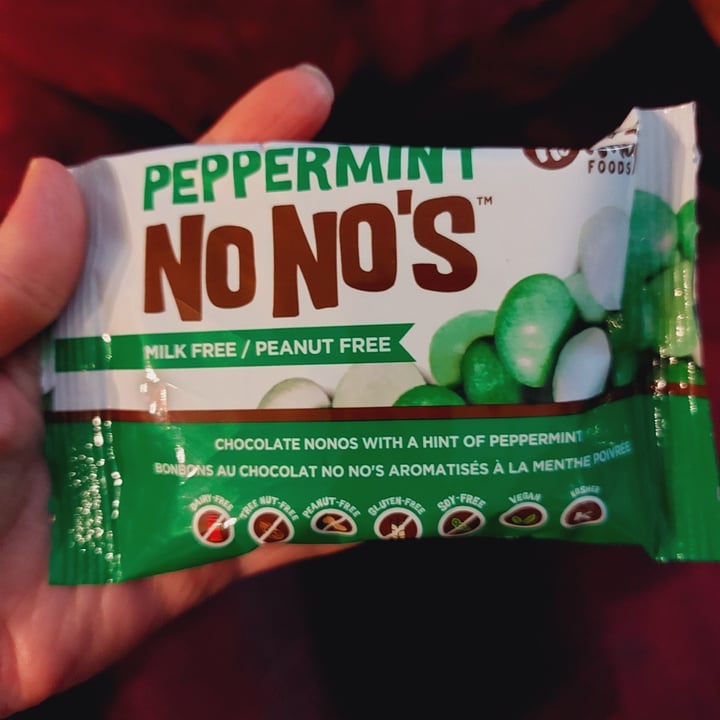 PEPPERMINT
NO NO'S™
FOODS
MILK FREE / PEANUT FREE
CHOCOLATE NONOS WITH A HINT OF PEPPERMINT
BONBONS AU CHOCOLAT NO NO'S AROMATISÉS À LA MENTHE POIVRÉE
DAIRY-FREE TREE NUT-FREE PEANUT-FREE GLUTEN-FREE SOY-FREE VEGAN KOSHER